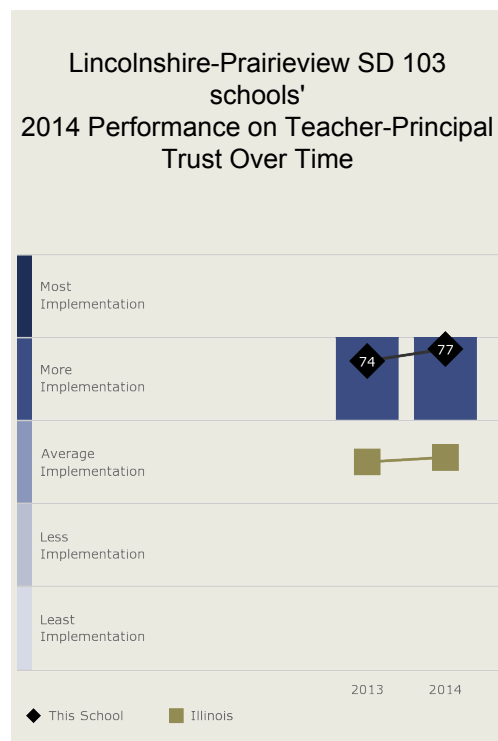 Lincolnshire-Prairieview SD 103
schools'
2014 Performance on Teacher-Principal
Trust Over Time
Most
Implementation
More
Implementation
74
77
Average
Implementation
Less
Implementation
Least
Implementation
2013 2014
This School Illinois